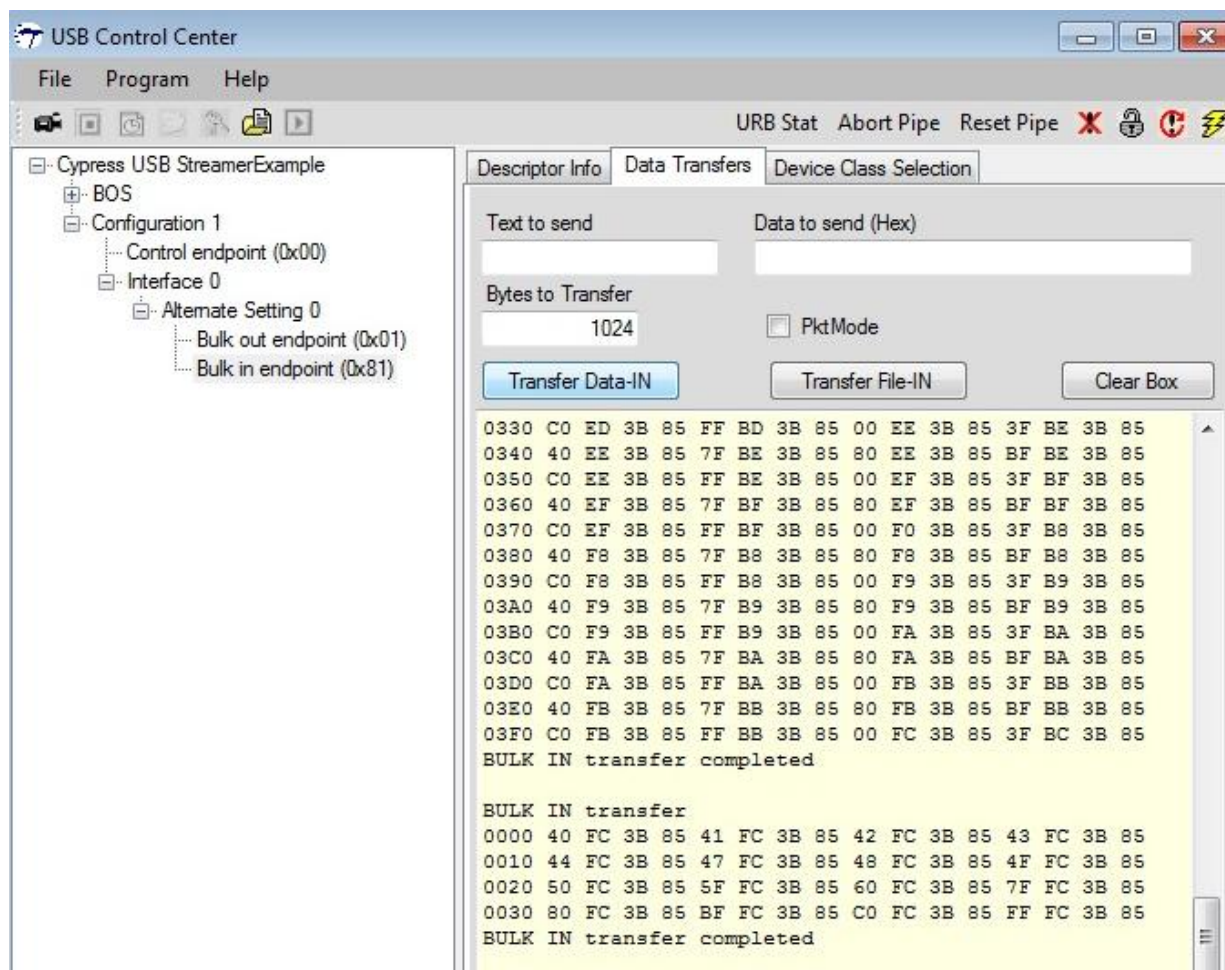 USB Control Center
File Program Help
URB Stat Abort Pipe Reset Pipe
Cypress USB StreamerExample
BOS
Configuration 1
Control endpoint (0x00)
Interface 0
Alternate Setting 0
Bulk out endpoint (0x01)
Bulk in endpoint (0x81)
Descriptor Info Data Transfers Device Class Selection
Text to send Data to send (Hex)
Bytes to Transfer
1024 PktMode
Transfer Data-IN Transfer File-IN Clear Box
0330 C0 ED 3B 85 FF BD 3B 85 00 EE 3B 85 3F BE 3B 85
0340 40 EE 3B 85 7F BE 3B 85 80 EE 3B 85 BF BE 3B 85
0350 C0 EE 3B 85 FF BE 3B 85 00 EF 3B 85 3F BF 3B 85
0360 40 EF 3B 85 7F BF 3B 85 80 EF 3B 85 BF BF 3B 85
0370 C0 EF 3B 85 FF BF 3B 85 00 F0 3B 85 3F B8 3B 85
0380 40 F8 3B 85 7F B8 3B 85 80 F8 3B 85 BF B8 3B 85
0390 C0 F8 3B 85 FF B8 3B 85 00 F9 3B 85 3F B9 3B 85
03A0 40 F9 3B 85 7F B9 3B 85 80 F9 3B 85 BF B9 3B 85
03B0 C0 F9 3B 85 FF B9 3B 85 00 FA 3B 85 3F BA 3B 85
03C0 40 FA 3B 85 7F BA 3B 85 80 FA 3B 85 BF BA 3B 85
03D0 C0 FA 3B 85 FF BA 3B 85 00 FB 3B 85 3F BB 3B 85
03E0 40 FB 3B 85 7F BB 3B 85 80 FB 3B 85 BF BB 3B 85
03F0 C0 FB 3B 85 FF BB 3B 85 00 FC 3B 85 3F BC 3B 85
BULK IN transfer completed
BULK IN transfer
0000 40 FC 3B 85 41 FC 3B 85 42 FC 3B 85 43 FC 3B 85
0010 44 FC 3B 85 47 FC 3B 85 48 FC 3B 85 4F FC 3B 85
0020 50 FC 3B 85 5F FC 3B 85 60 FC 3B 85 7F FC 3B 85
0030 80 FC 3B 85 BF FC 3B 85 C0 FC 3B 85 FF FC 3B 85
BULK IN transfer completed